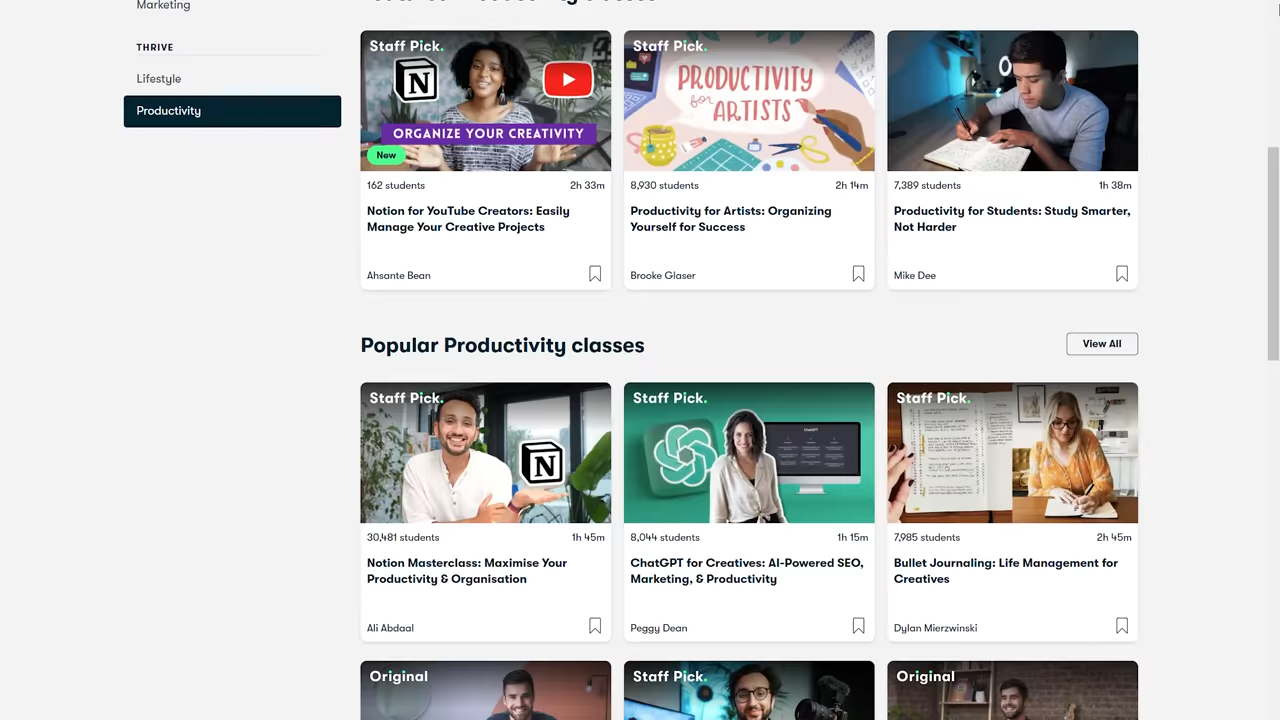 Marketing
THRIVE
Lifestyle
Productivity
Staff Pick.
N
ORGANIZE YOUR CREATIVITY
New
162 students
2h 33m
Notion for YouTube Creators: Easily
Manage Your Creative Projects
Ahsante Bean
Staff Pick.
PRODUCTIVITY
for
ARTISTS
8,930 students
2h 14m
Productivity for Artists: Organizing
Yourself for Success
Brooke Glaser
7,389 students
1h 38m
Productivity for Students: Study Smarter,
Not Harder
Mike Dee
Popular Productivity classes
View All
Staff Pick.
N
30,481 students
1h 45m
Notion Masterclass: Maximise Your
Productivity & Organisation
Ali Abdaal
Staff Pick.
ChatGPT
8,044 students
1h 15m
ChatGPT for Creatives: AI-Powered SEO,
Marketing, & Productivity
Peggy Dean
Staff Pick.
7,985 students
2h 45m
Bullet Journaling: Life Management for
Creatives
Dylan Mierzwinski
Original
Staff Pick.
Original